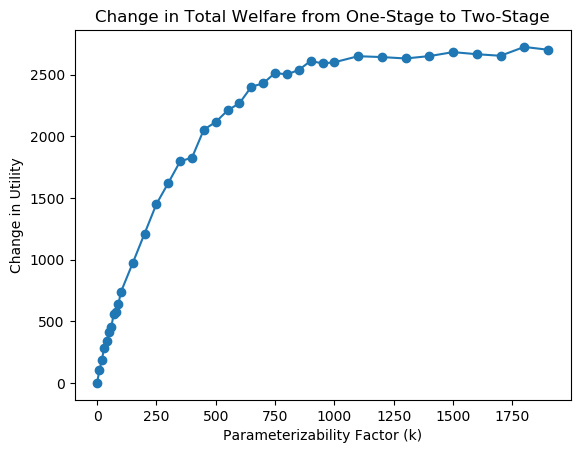 Change in Total Welfare from One-Stage to Two-Stage
Change in Utility
2500
2000
1500
1000
500
0
0 250 500 750 1000 1250 1500 1750
Parameterizability Factor (k)